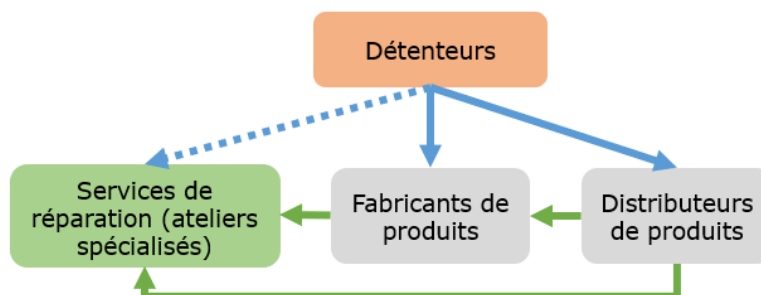 Détenteurs
Services de
réparation (ateliers
spécialisés)
Fabricants de
produits
Distributeurs
de produits